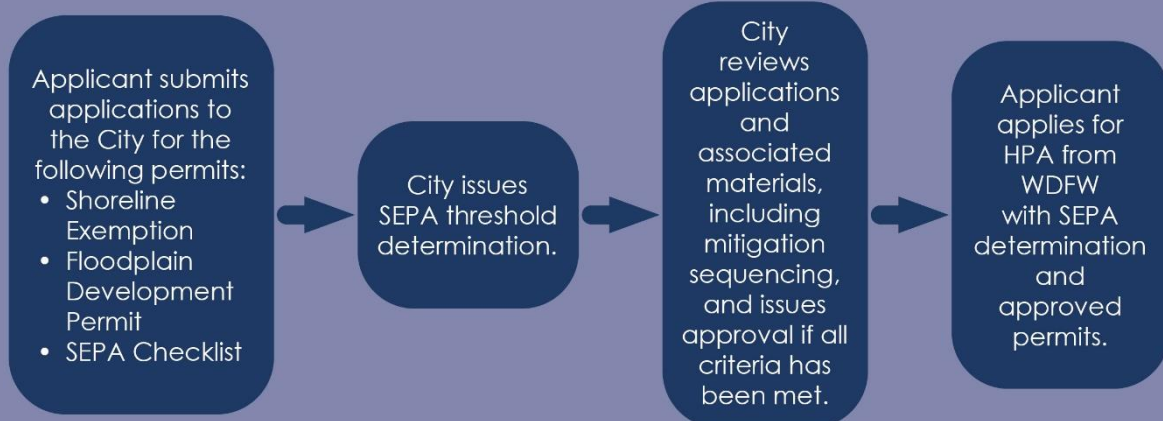 Applicant submits
applications to
the City for the
following permits:
• Shoreline
Exemption
• Floodplain
Development
Permit
• SEPA Checklist
City issues
SEPA threshold
determination.
City
reviews
applications
and
associated
materials,
including
mitigation
sequencing,
and issues
approval if all
criteria has
been met.
Applicant
applies for
HPA from
WDFW
with SEPA
determination
and
approved
permits.